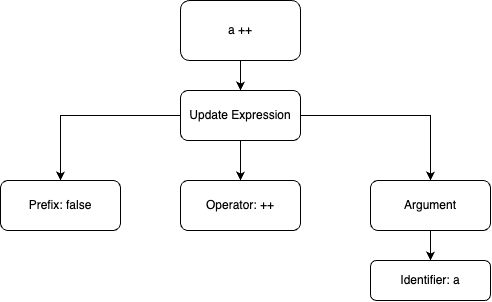 a ++
Update Expression
Prefix: false
Operator: ++
Argument
Identifier: a